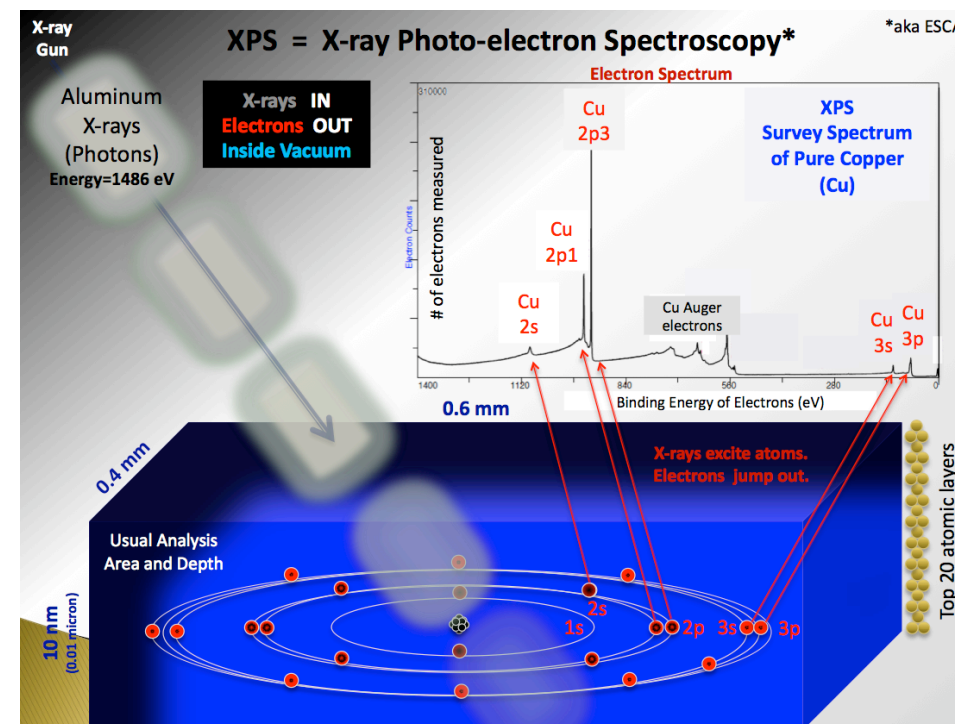 X-ray
Gun
XPS = X-ray Photo-electron Spectroscopy*
*aka ESCA
Aluminum
X-rays
(Photons)
Energy=1486 eV
X-rays IN
Electrons OUT
Inside Vacuum
Electron Spectrum
310000
Electron Counts
# of electrons measured
Cu
2p3
Cu
2p1
Cu
2s
Cu Auger
electrons
Cu
3s
Cu
3p
XPS
Survey Spectrum
of Pure Copper
(Cu)
1400
1120
840
560
280
0
Binding Energy of Electrons (eV)
0.6 mm
0.4 mm
X-rays excite atoms.
Electrons jump out.
Usual Analysis
Area and Depth
10 nm
(0.01 micron)
1s
2s
2p
3s
3p
Top 20 atomic layers